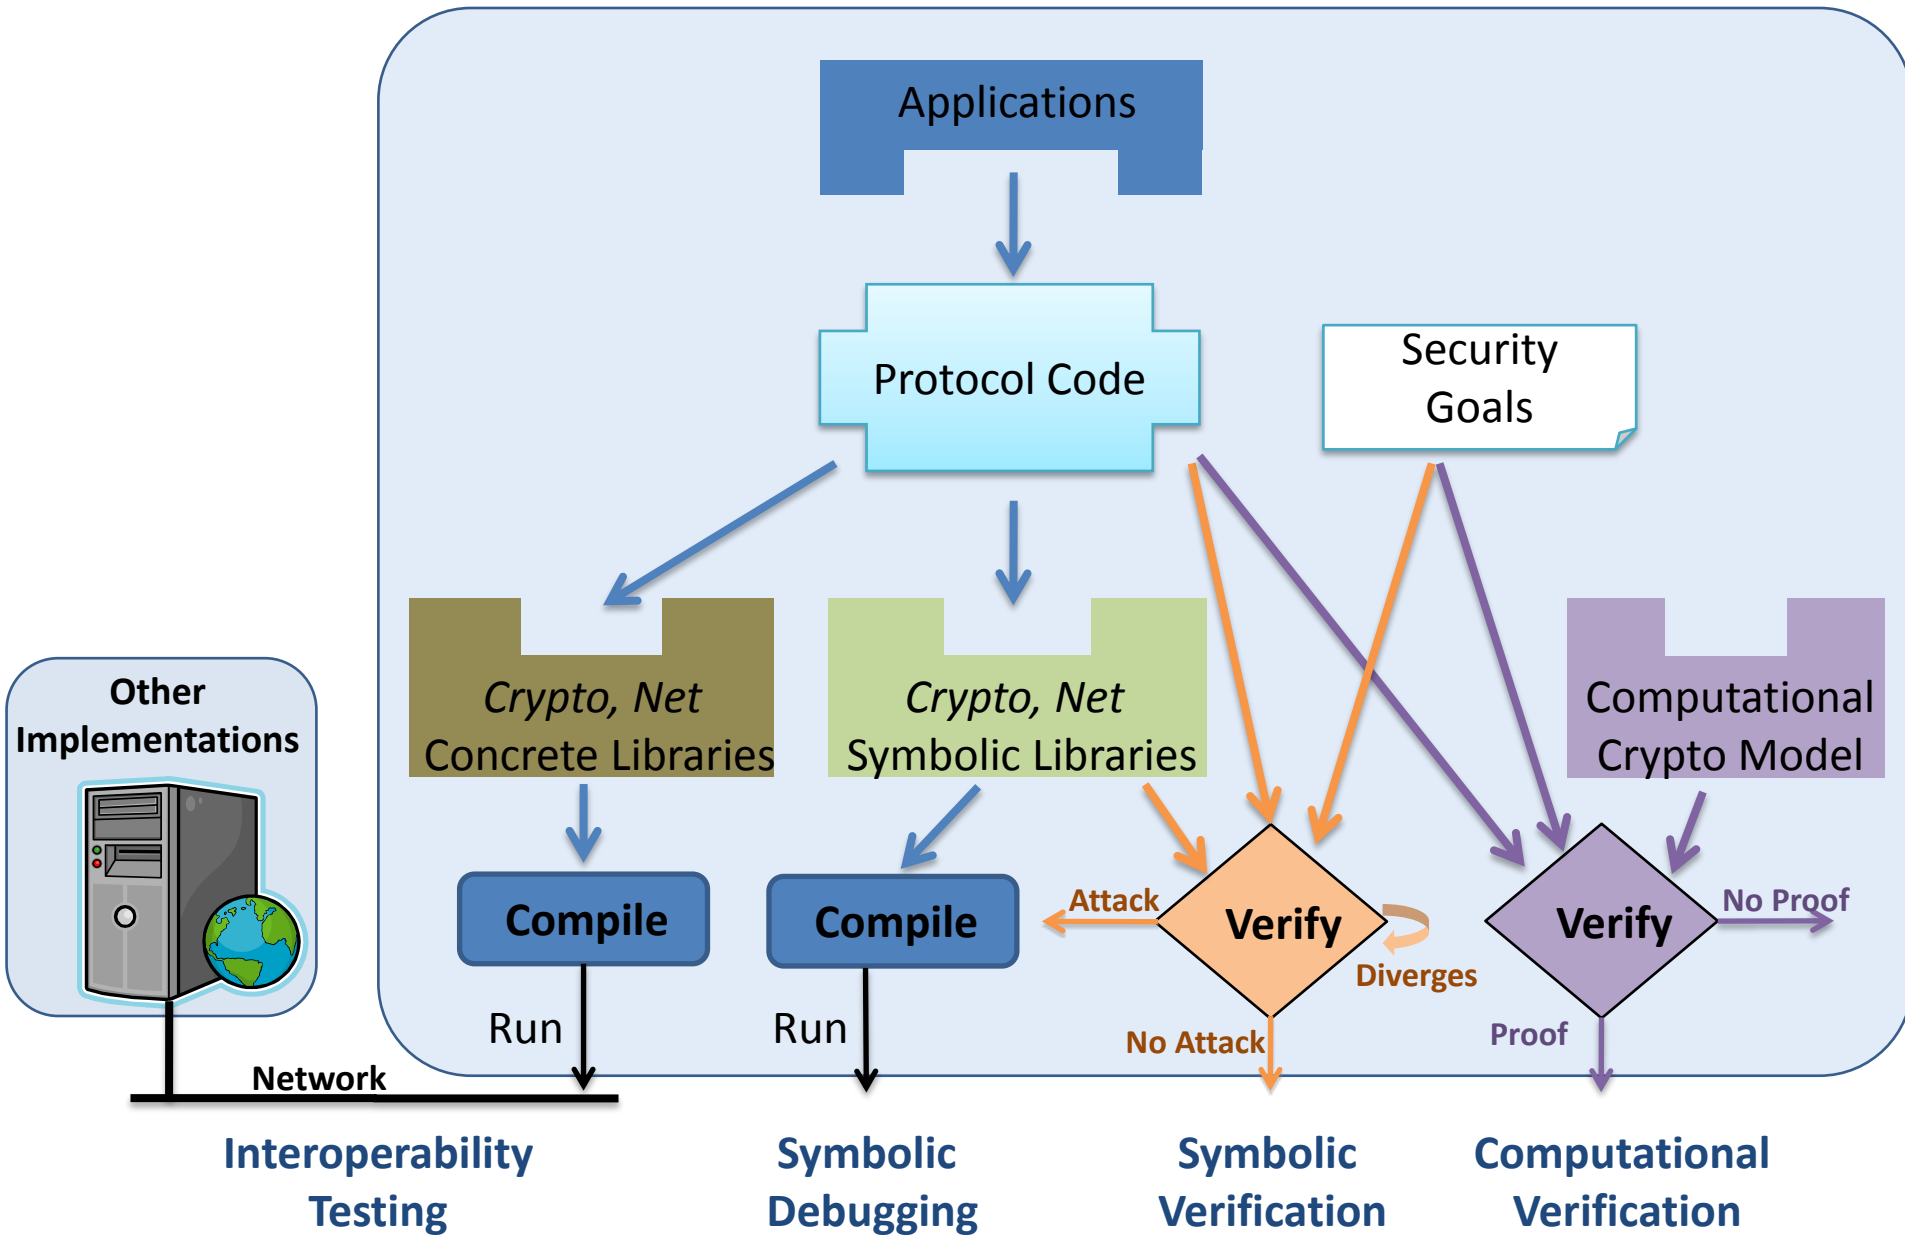 Applications
Protocol Code
Security
Goals
Other
Implementations
Crypto, Net
Concrete Libraries
Crypto, Net
Symbolic Libraries
Computational
Crypto Model
Compile
Compile
Attack
Verify
Diverges
Verify
No Proof
Run
Run
No Attack
Proof
Network
Interoperability
Testing
Symbolic
Debugging
Symbolic
Verification
Computational
Verification